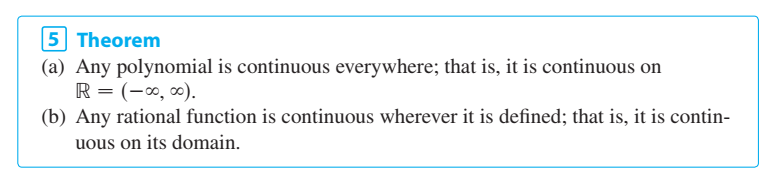 5 Theorem
(a) Any polynomial is continuous everywhere; that is, it is continuous on
ℝ = (−∞, ∞).
(b) Any rational function is continuous wherever it is defined; that is, it is contin-
uous on its domain.